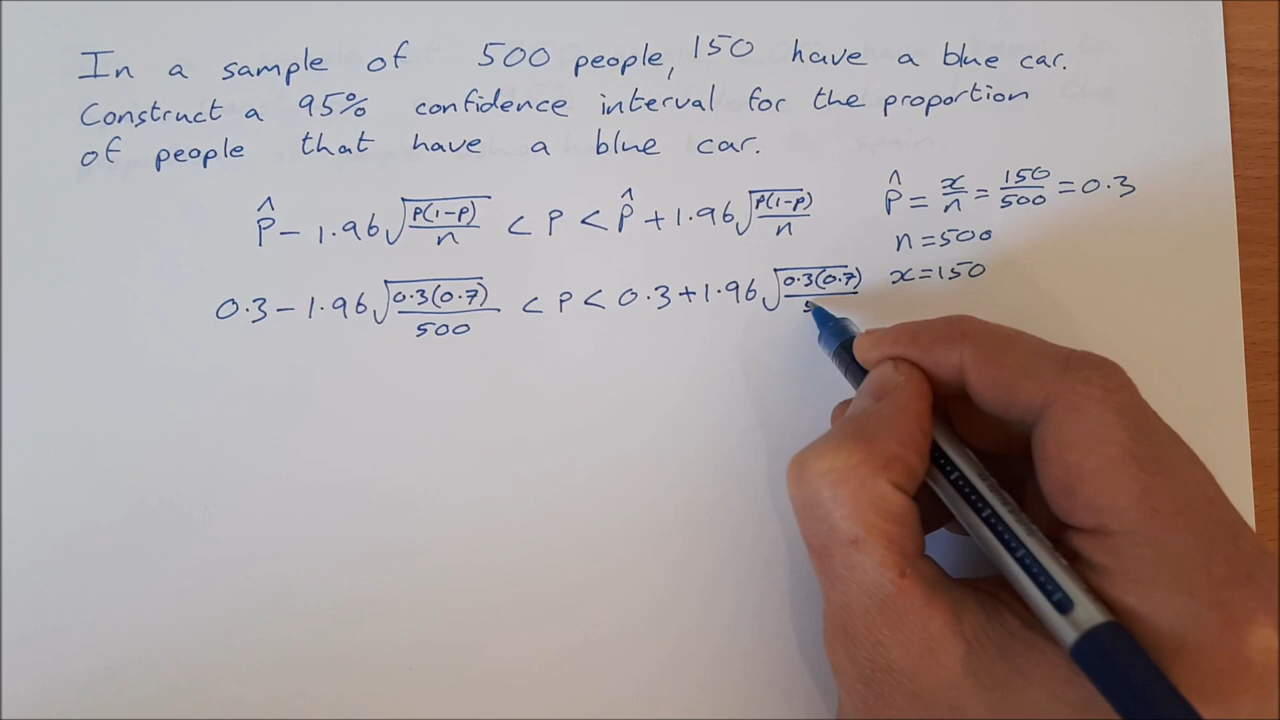 In a sample of 500 people, 150 have a blue car.
Construct a 95% confidence interval for the proportion
of people that have a blue car.
p̂ = x/n = 150/500 = 0.3
p̂ - 1.96√(p(1-p)/n) < p < p̂ + 1.96√(p(1-p)/n)
n = 500
x = 150
0.3 - 1.96√(0.3(0.7)/500) < p < 0.3 + 1.96√(0.3(0.7)/5